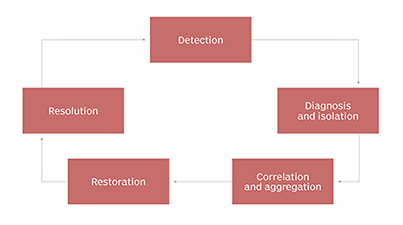 Detection
Diagnosis
and isolation
Correlation
and aggregation
Restoration
Resolution